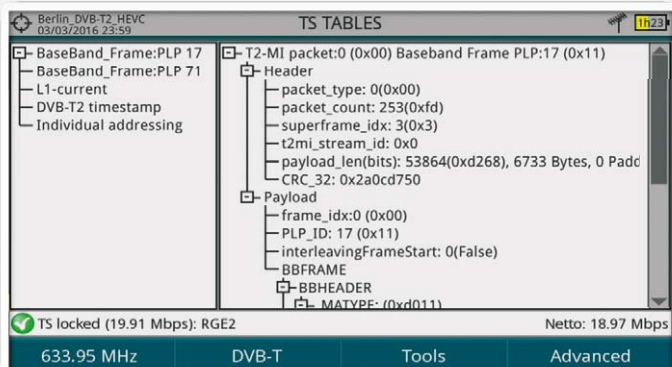 Berlin_DVB-T2_HEVC
03/03/2016 23:59
TS TABLES
1h23
BaseBand_Frame:PLP 17
BaseBand_Frame:PLP 71
L1-current
DVB-T2 timestamp
Individual addressing
T2-MI packet:0 (0x00) Baseband Frame PLP:17 (0x11)
Header
packet_type: 0(0x00)
packet_count: 253(0xfd)
superframe_idx: 3(0x3)
t2mi_stream_id: 0x0
payload_len(bits): 53864(0xd268), 6733 Bytes, 0 Padd
CRC_32: 0x2a0cd750
Payload
frame_idx:0 (0x00)
PLP_ID: 17 (0x11)
interleavingFrameStart: 0(False)
BBFRAME
BBHEADER
MATYPE: (0xd011)
TS locked (19.91 Mbps): RGE2
Netto: 18.97 Mbps
633.95 MHz
DVB-T
Tools
Advanced